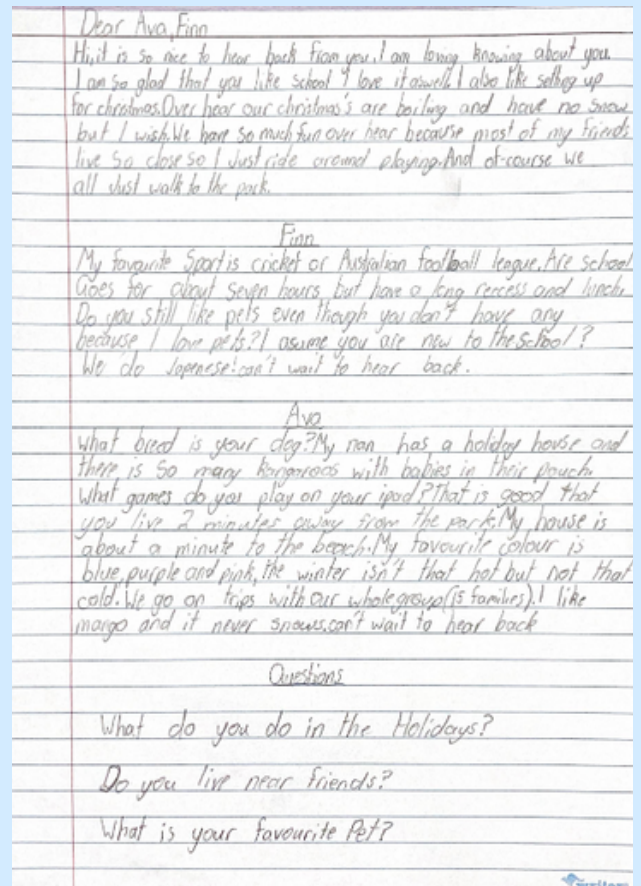 Dear Ava, Finn
Hi, it is so nice to hear back from you. I am loving knowing about you.
I am so glad that you like school I love it aswell. I also like setting up
for christmas. Over hear our christmas's are boiling and have no snow
but I wish. We have so much fun over hear because most of my friends
live so close so I Just ride around playing. And of-course we
all Just walk to the park.
Finn
My favourite Sport is cricket or Australian football league. Are school
Goes for about seven hours but have a long reccess and lunch.
Do you still like pets even though you don't have any
because I love pets? I asume you are new to the school?
We do Japenese! can't wait to hear back.
Ava
What breed is your dog? My nan has a holiday house and
there is so many kangaroos with babies in their pouch.
What games do you play on your ipad? That is good that
you live 2 minutes away from the park. My house is
about a minute to the beach. My favourite colour is
blue, purple and pink, the winter isn't that hot but not that
cold. We go on trips with our whole group (15 families). I like
mango and it never snows. can't wait to hear back
Questions
What do you do in the Holidays?
Do you live near friends?
What is your favourite Pet?